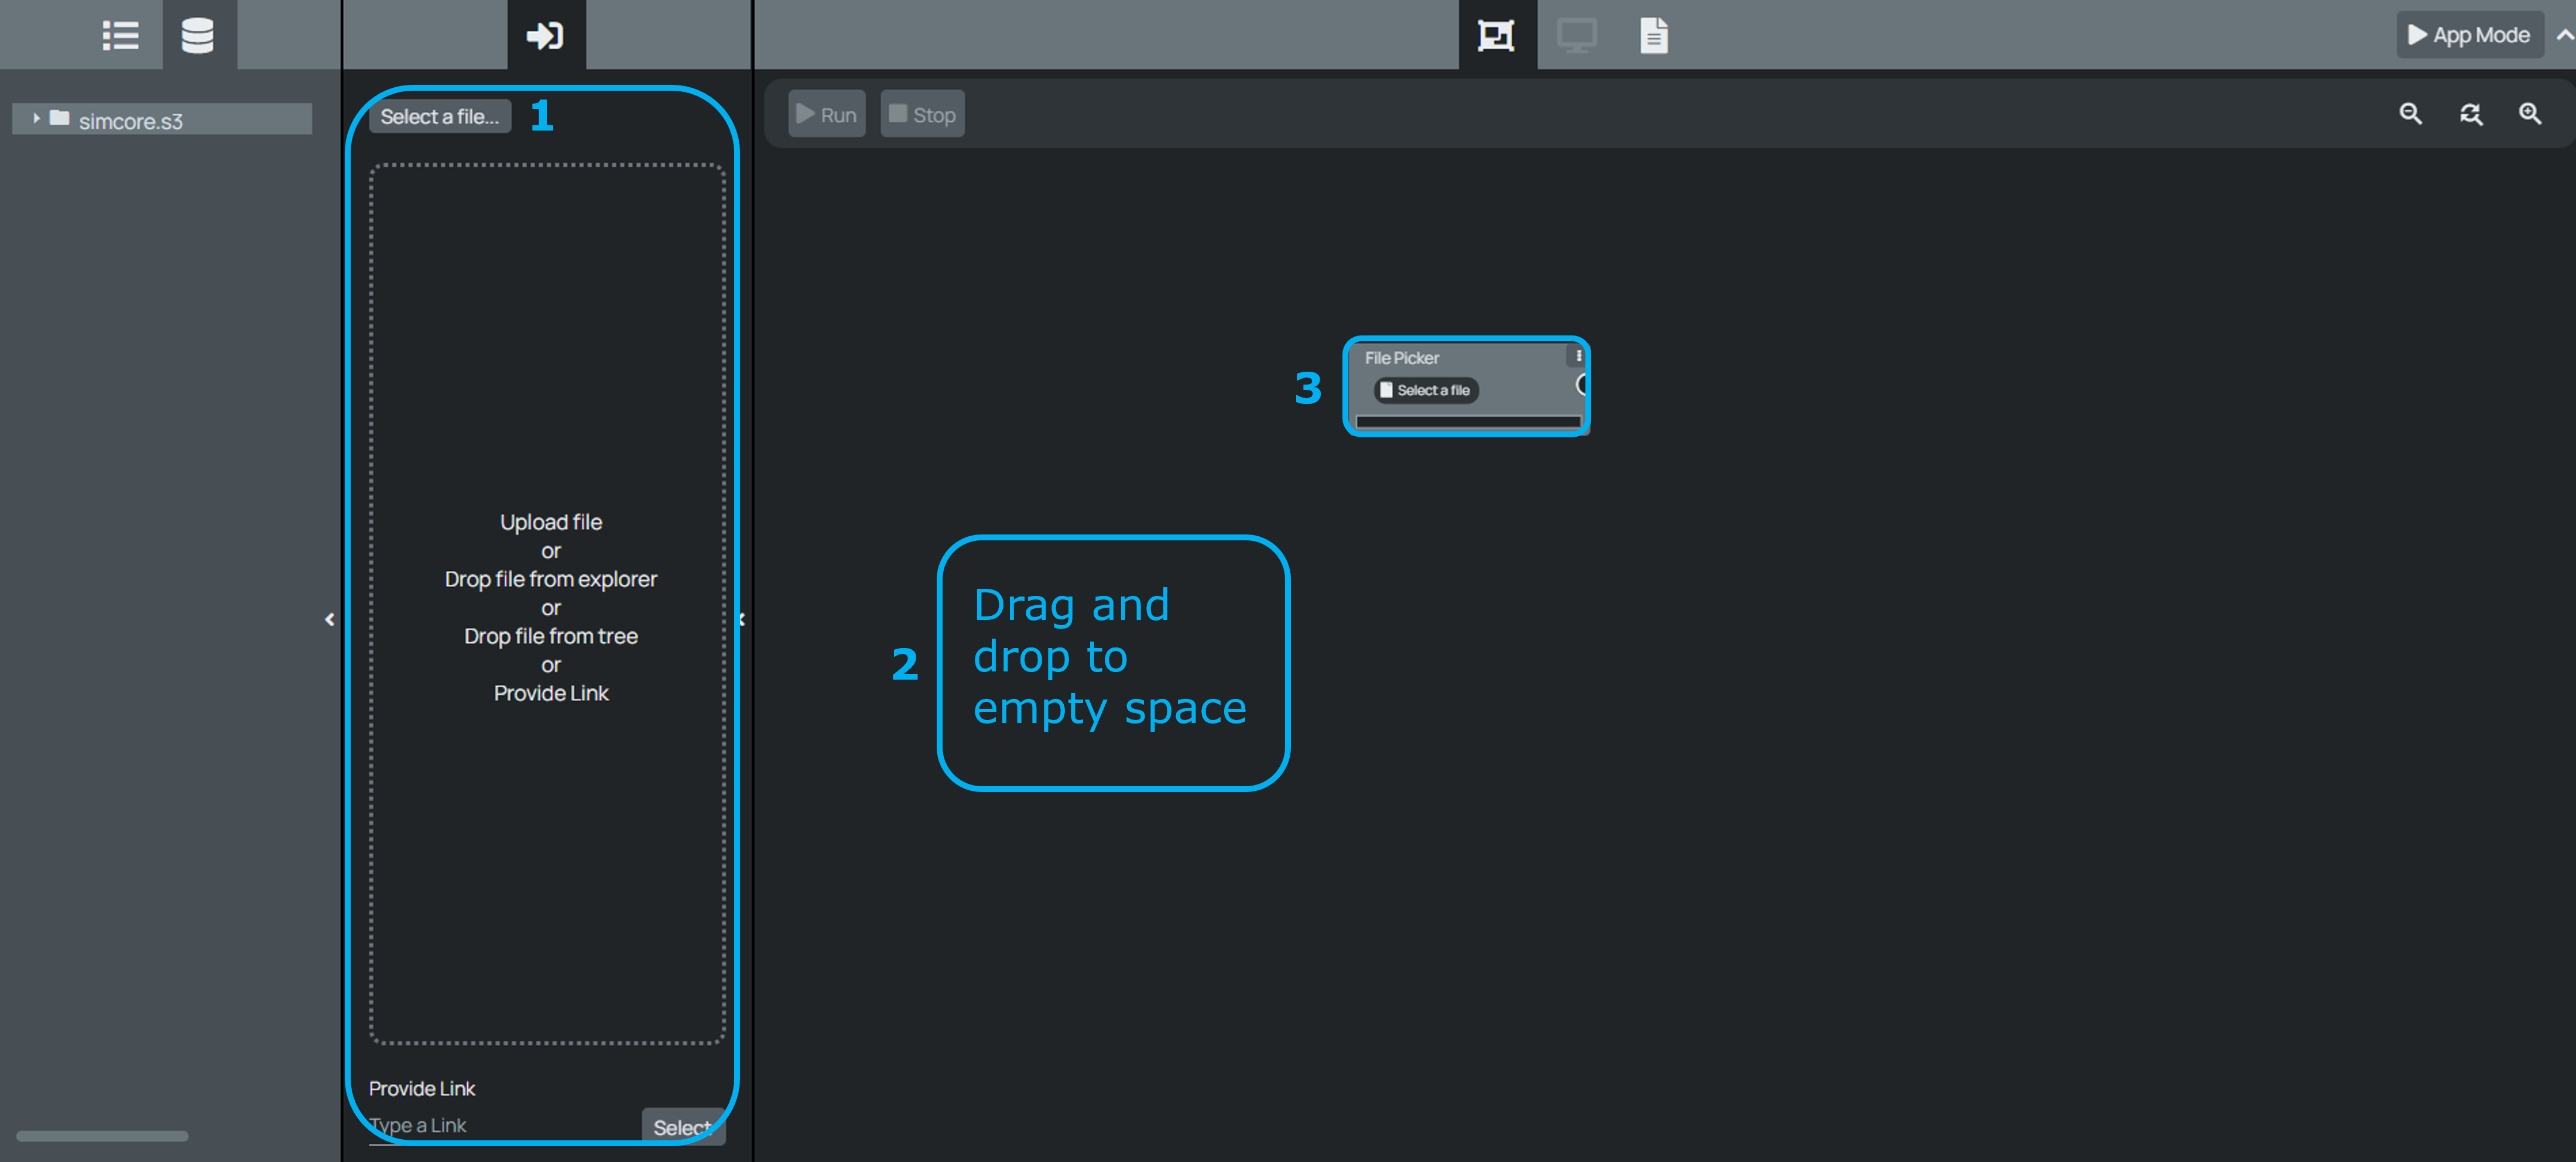 App Mode
simcore.s3
Select a file...
1
Run
Stop
File Picker
Select a file
3
Upload file
or
Drop file from explorer
or
Drop file from tree
or
Provide Link
2
Drag and
drop to
empty space
Provide Link
Type a Link
Select